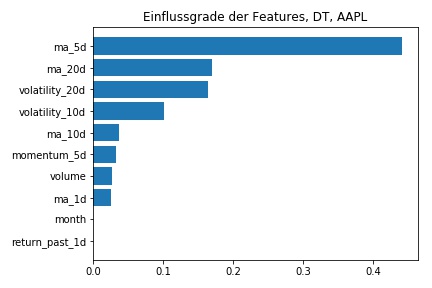 Einflussgrade der Features, DT, AAPL
ma_5d
ma_20d
volatility_20d
volatility_10d
ma_10d
momentum_5d
volume
ma_1d
month
return_past_1d
0.0 0.1 0.2 0.3 0.4